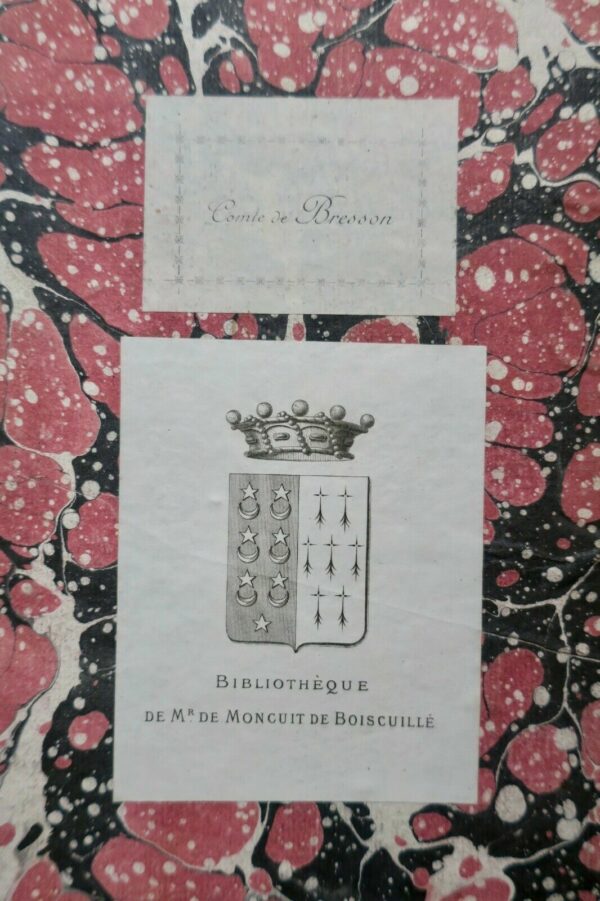 Comte de Bresson
BIBLIOTHÈQUE
DE MR DE MONCUIT DE BOISCUILLÉ